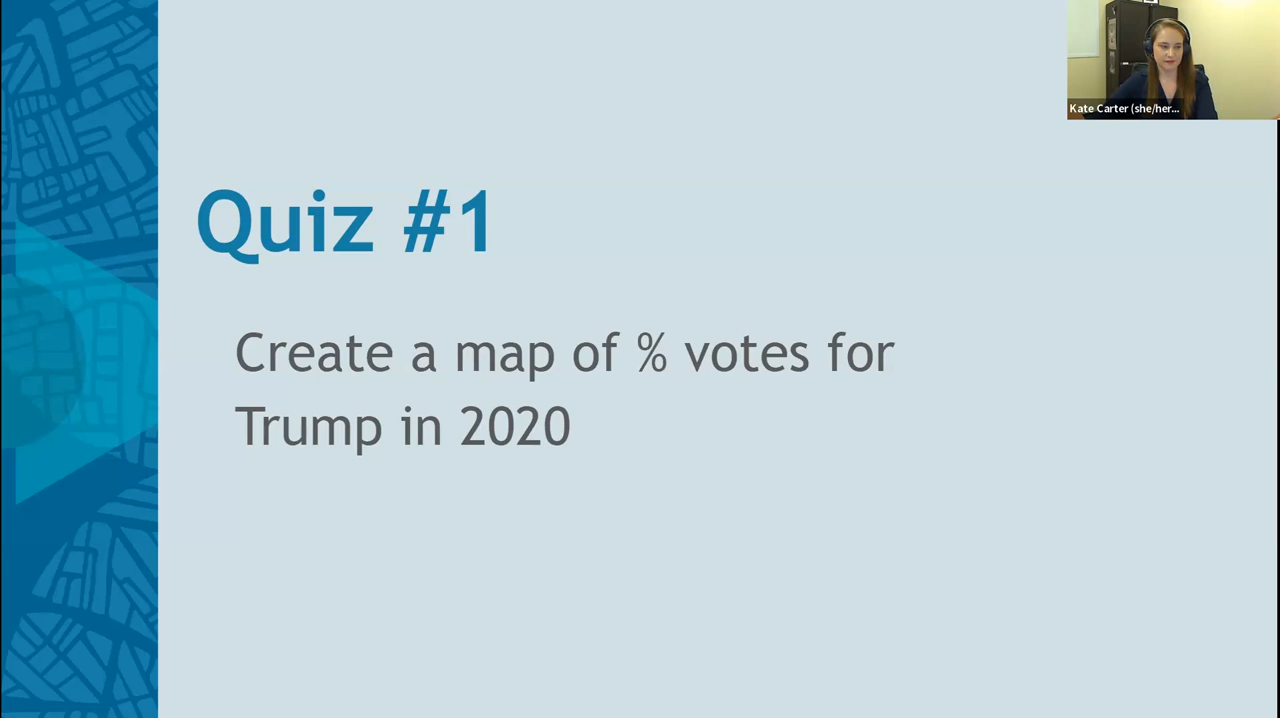 Kate Carter (she/her...
Quiz #1
Create a map of % votes for
Trump in 2020